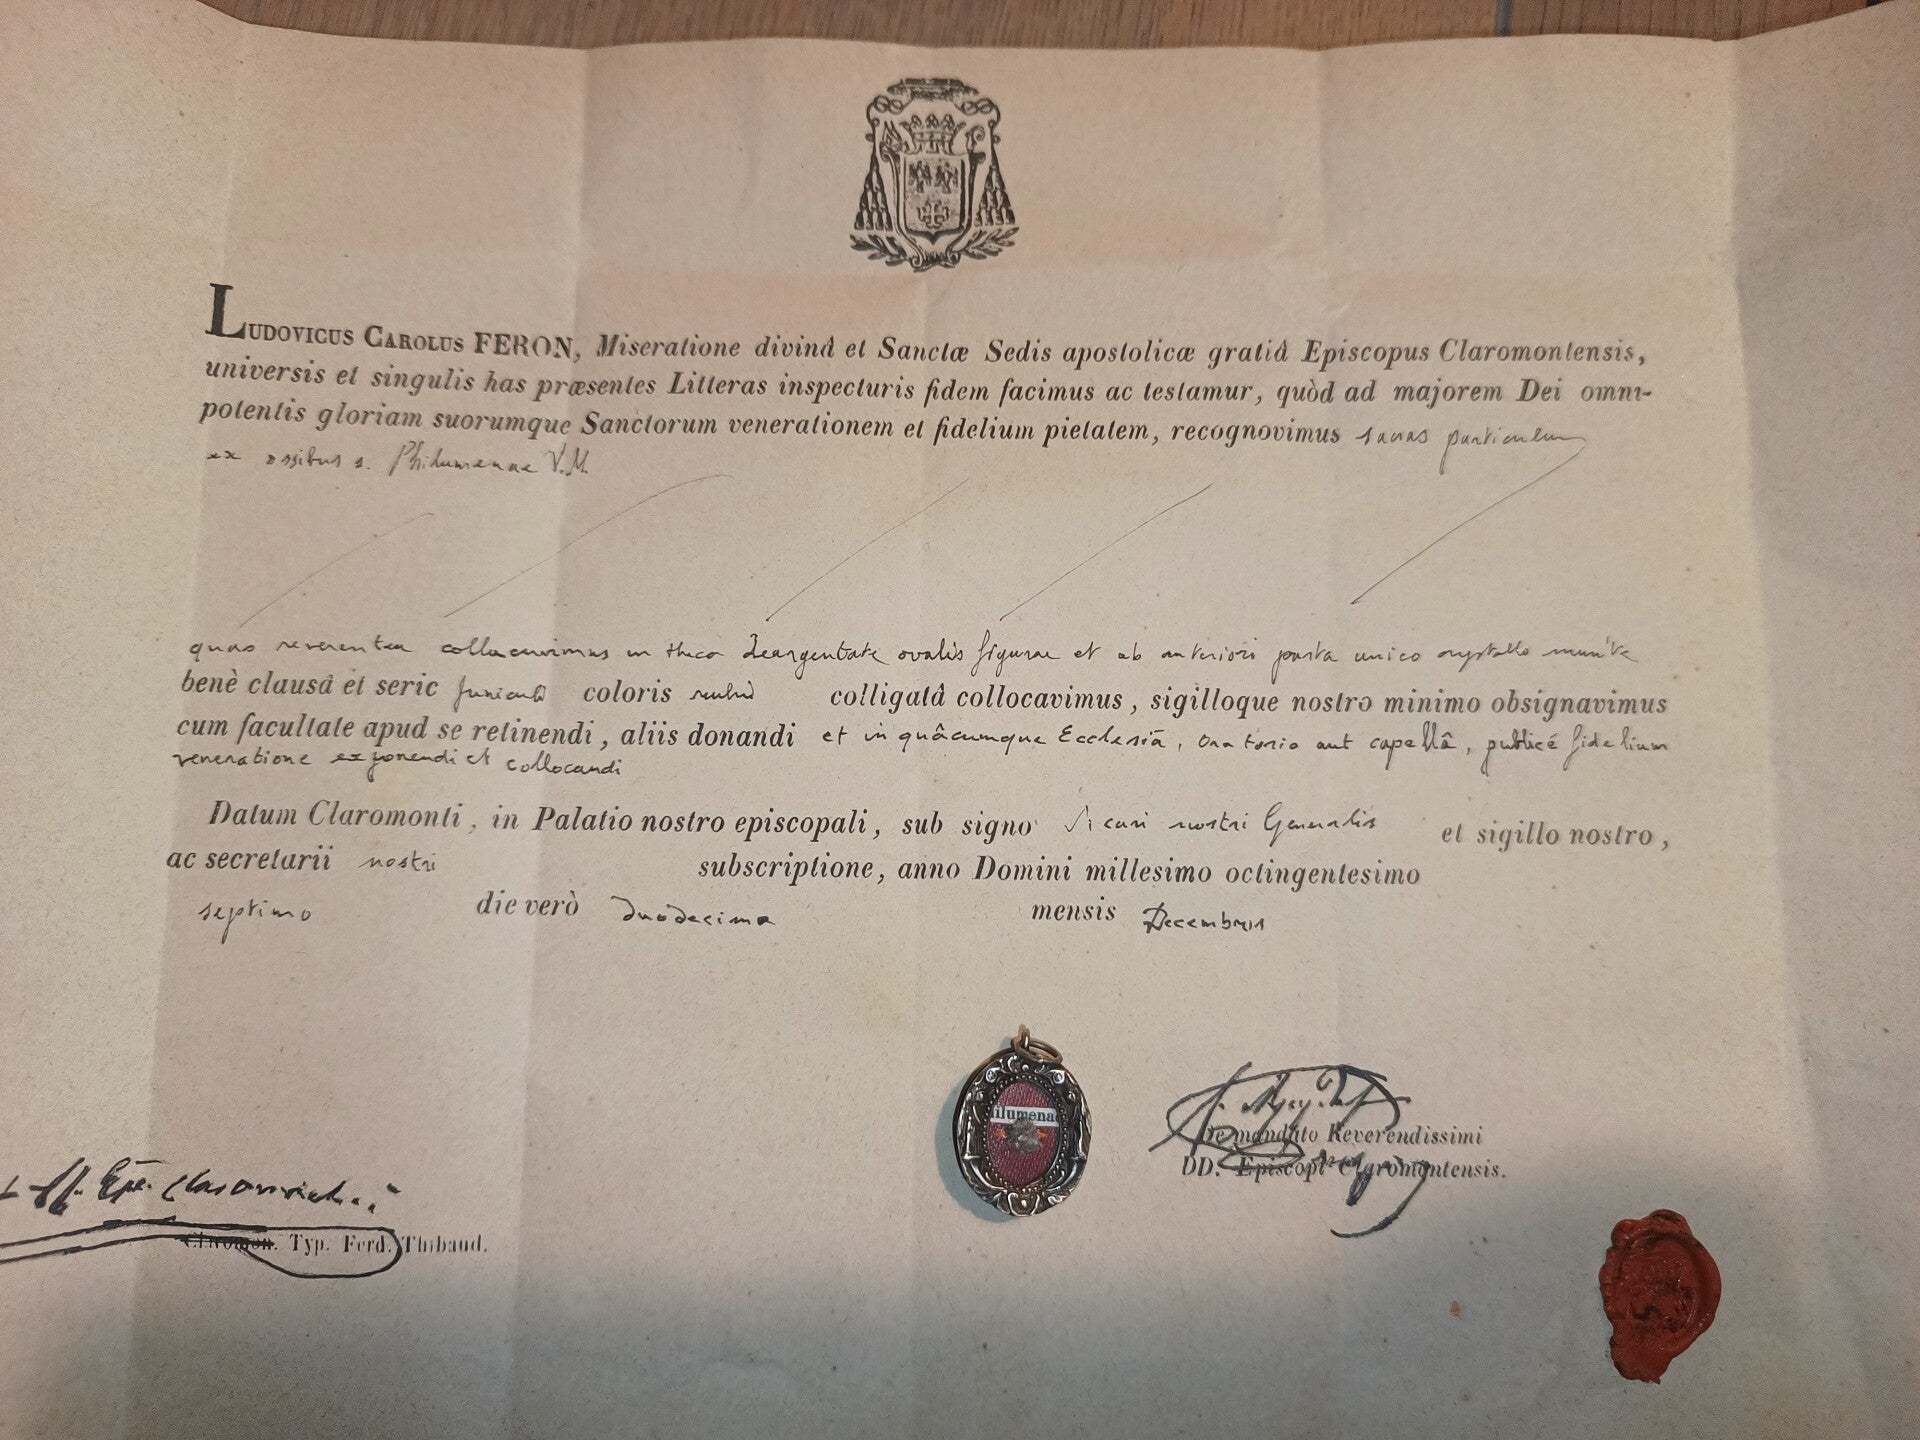 LUDOVICUS CAROLUS FERON, Miseratione divinâ et Sanctæ Sedis apostolicæ gratiâ Episcopus Claromontensis,
universis et singulis has præsentes Litteras inspecturis fidem facimus ac testamur, quòd ad majorem Dei omni-
potentis gloriam suorumque Sanctorum venerationem et fidelium pietatem, recognovimus sacras particulam
ex ossibus s. Philumenae V.M.
quas reverenter collocavimus in theca deargentate ovalis figurae et ab anteriori parte unico crystallo munite
benè clausâ et seric funiculo coloris rubri colligatâ collocavimus, sigilloque nostro minimo obsignavimus
cum facultate apud se retinendi, aliis donandi et in quâcumque Ecclesiâ, oratorio aut capellâ, publicé fidelium
veneratione exponendi et collocandi
Datum Claromonti, in Palatio nostro episcopali, sub signo Vicari nostri Generalis et sigillo nostro,
ac secretarii nostri subscriptione, anno Domini millesimo octingentesimo
septimo die verò duodecima mensis Decembris
ilumena
De mandato Reverendissimi
DD. Episcopi Claromontensis.
Claromon. Typ. Ferd. Thibaud.